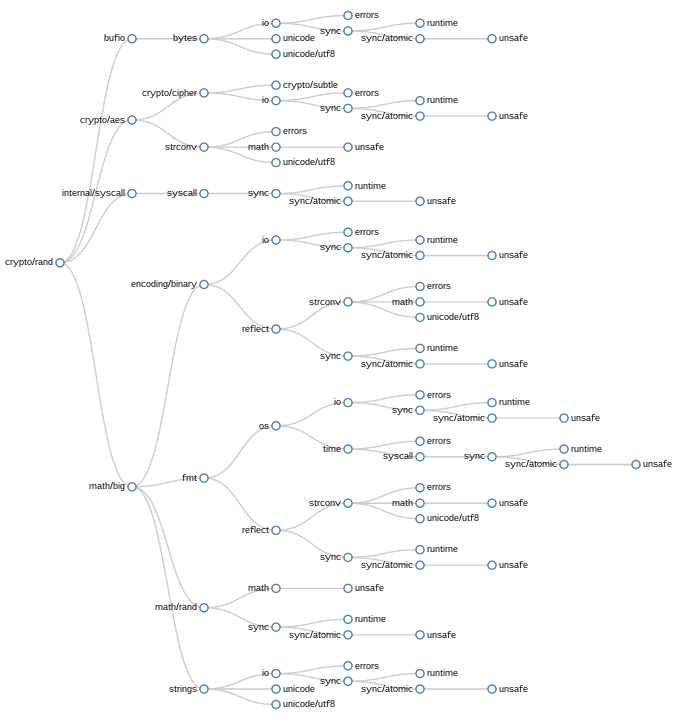 errors
io runtime
sync
bufio bytes unicode sync/atomic unsafe
unicode/utf8
crypto/subtle
crypto/cipher errors
io runtime
sync
crypto/aes sync/atomic unsafe
errors
strconv math unsafe
unicode/utf8
runtime
internal/syscall syscall sync
sync/atomic unsafe
errors
io runtime
sync
sync/atomic unsafe
crypto/rand
encoding/binary errors
strconv math unsafe
unicode/utf8
reflect
runtime
sync
sync/atomic unsafe
errors
io runtime
sync
sync/atomic unsafe
os
errors
time runtime
syscall sync
sync/atomic unsafe
fmt
math/big errors
strconv math unsafe
unicode/utf8
reflect
runtime
sync
sync/atomic unsafe
math unsafe
math/rand
runtime
sync
sync/atomic unsafe
errors
io runtime
sync
strings unicode sync/atomic unsafe
unicode/utf8